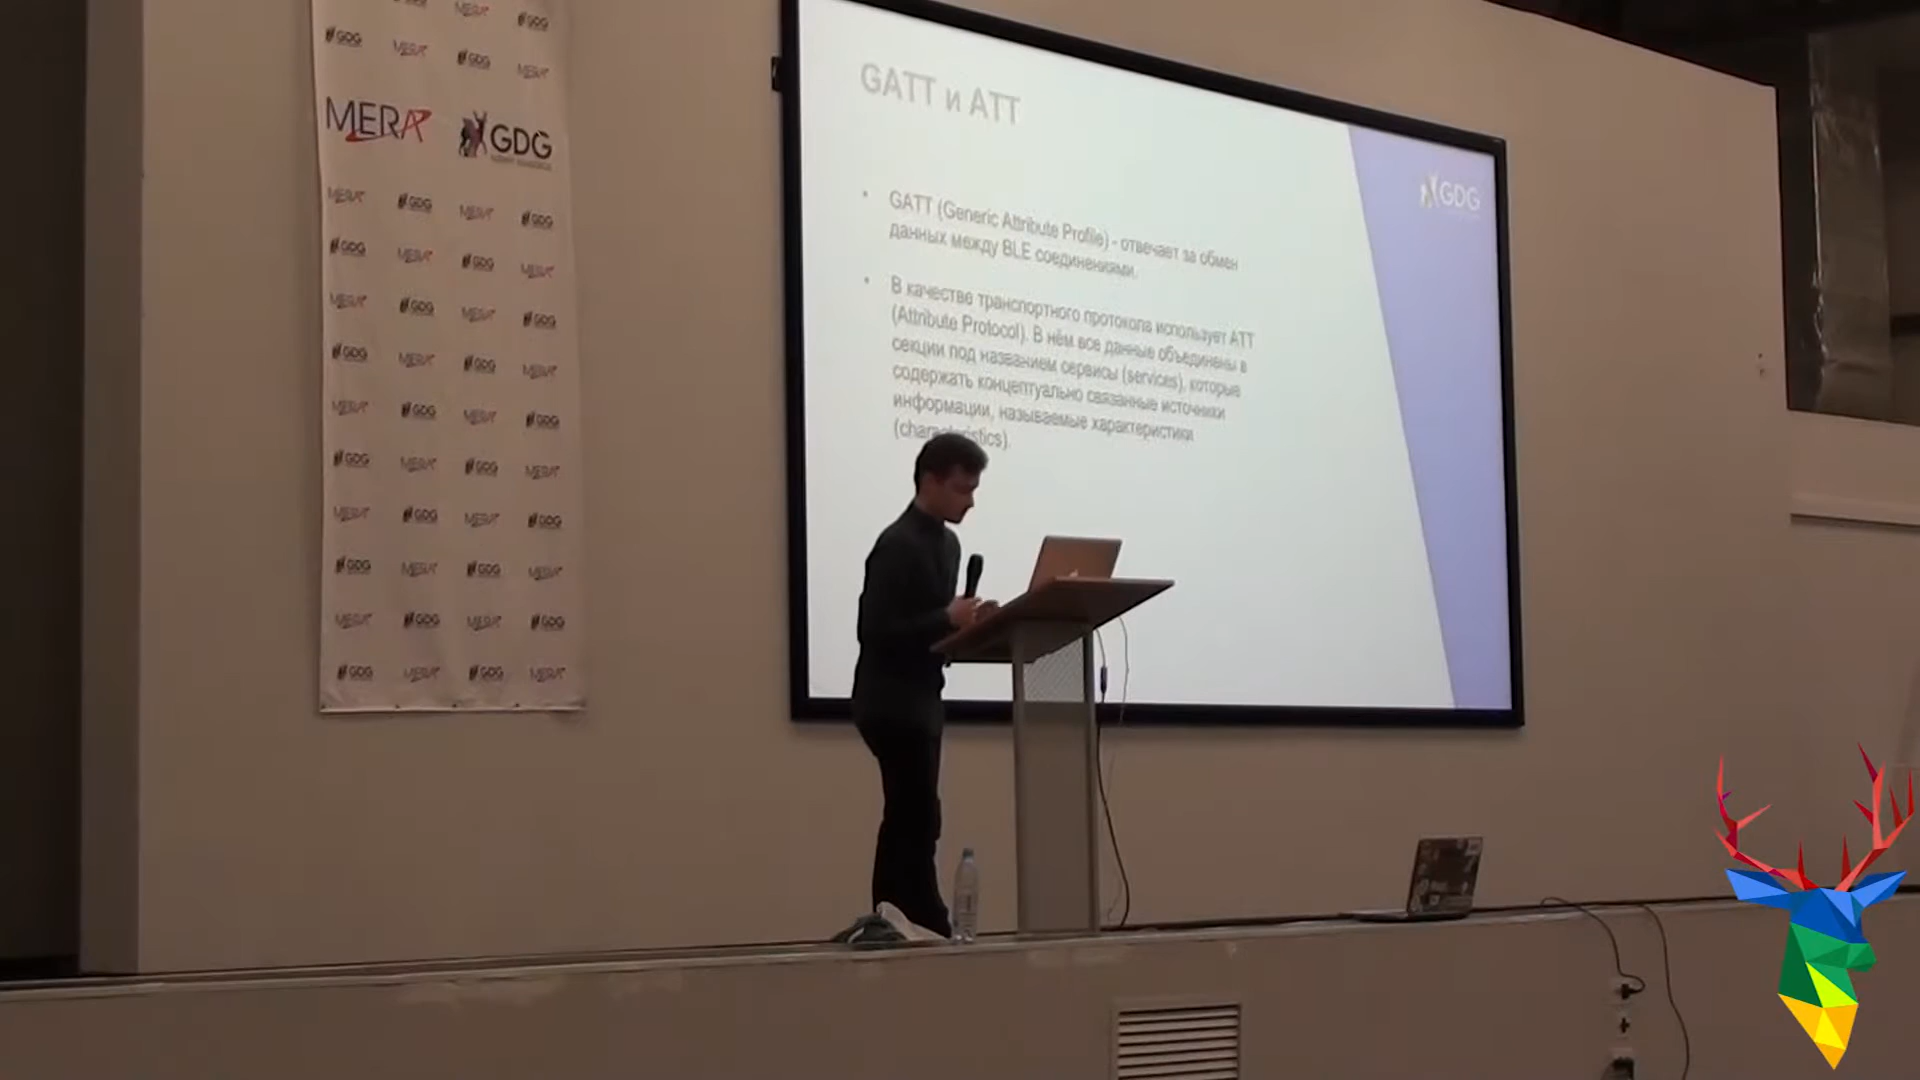 MERA
GDG
GATT и ATT
GDG
• GATT (Generic Attribute Profile) - отвечает за обмен
данных между BLE соединениями.
• В качестве транспортного протокола использует ATT
(Attribute Protocol). В нём все данные объединены в
секции под названием сервисы (services), которые
содержать концептуально связанные источники
информации, называемые характеристики
(characteristics).